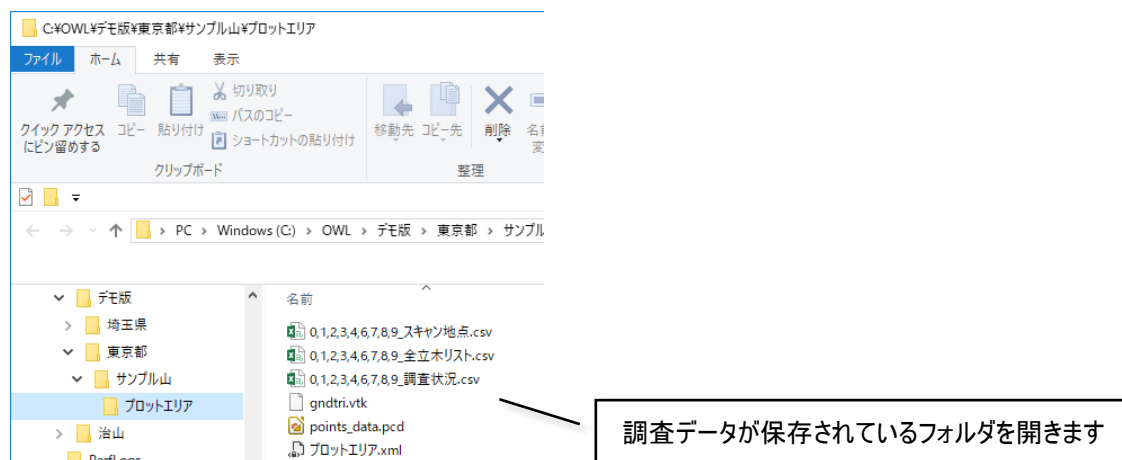 C:¥OWL¥デモ版¥東京都¥サンプル山¥プロットエリア
ファイル ホーム 共有 表示
クイック アクセス
にピン留めする
コピー
貼り付け
切り取り
パスのコピー
ショートカットの貼り付け
移動先 コピー先 削除
クリップボード
整理
PC > Windows (C:) > OWL > デモ版 > 東京都 > サンプル
デモ版
埼玉県
東京都
サンプル山
プロットエリア
治山
名前
0,1,2,3,4,6,7,8,9_スキャン地点.csv
0,1,2,3,4,6,7,8,9_全立木リスト.csv
0,1,2,3,4,6,7,8,9_調査状況.csv
gndtri.vtk
points_data.pcd
プロットエリア.xml
調査データが保存されているフォルダを開きます